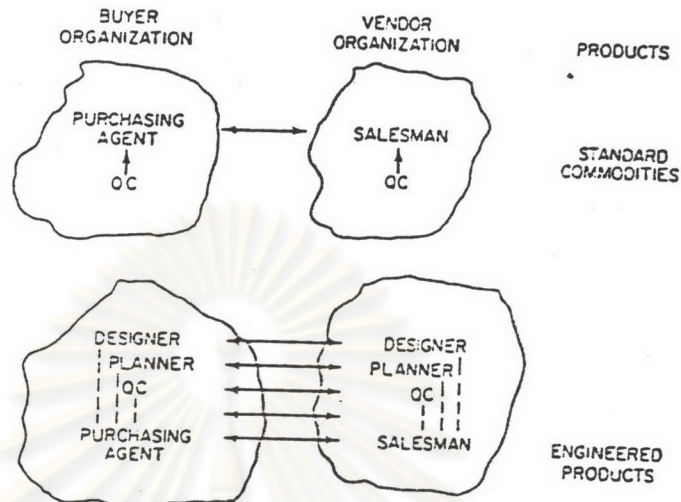 BUYER
ORGANIZATION
VENDOR
ORGANIZATION
PRODUCTS
PURCHASING
AGENT
QC
SALESMAN
QC
STANDARD
COMMODITIES
DESIGNER
PLANNER
QC
PURCHASING
AGENT
DESIGNER
PLANNER
QC
SALESMAN
ENGINEERED
PRODUCTS